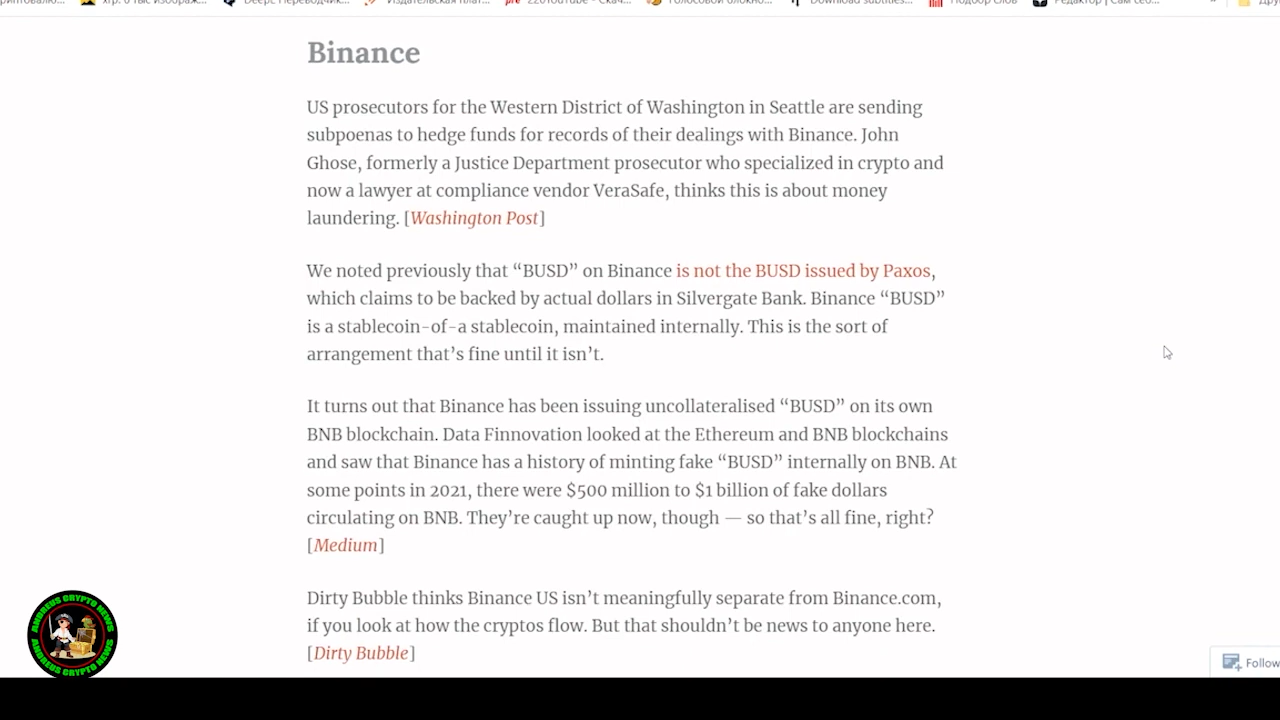 Binance
US prosecutors for the Western District of Washington in Seattle are sending
subpoenas to hedge funds for records of their dealings with Binance. John
Ghose, formerly a Justice Department prosecutor who specialized in crypto and
now a lawyer at compliance vendor VeraSafe, thinks this is about money
laundering. [Washington Post]
We noted previously that “BUSD” on Binance is not the BUSD issued by Paxos,
which claims to be backed by actual dollars in Silvergate Bank. Binance “BUSD”
is a stablecoin-of-a stablecoin, maintained internally. This is the sort of
arrangement that’s fine until it isn’t.
It turns out that Binance has been issuing uncollateralised “BUSD” on its own
BNB blockchain. Data Finnovation looked at the Ethereum and BNB blockchains
and saw that Binance has a history of minting fake “BUSD” internally on BNB. At
some points in 2021, there were $500 million to $1 billion of fake dollars
circulating on BNB. They’re caught up now, though — so that’s all fine, right?
[Medium]
Dirty Bubble thinks Binance US isn’t meaningfully separate from Binance.com,
if you look at how the cryptos flow. But that shouldn’t be news to anyone here.
[Dirty Bubble]
Follow
ANDREUS CRYPTO NEWS
ANDREUS CRYPTO NEWS